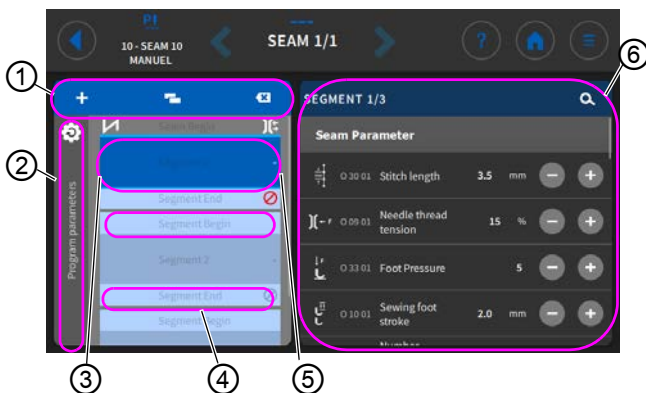 P!
10 - SEAM 10
MANUEL
SEAM 1/1
?
1
6
SEGMENT 1/3
2
Program parameters
Seam Begin
Segment End
Segment Begin
Segment 2
Segment End
Segment Begin
Seam Parameter
O 30 01 Stitch length 3.5 mm
O 09 01 Needle thread tension 15 %
O 33 01 Foot Pressure 5
O 10 01 Sewing foot stroke 2.0 mm
Number
3
4
5